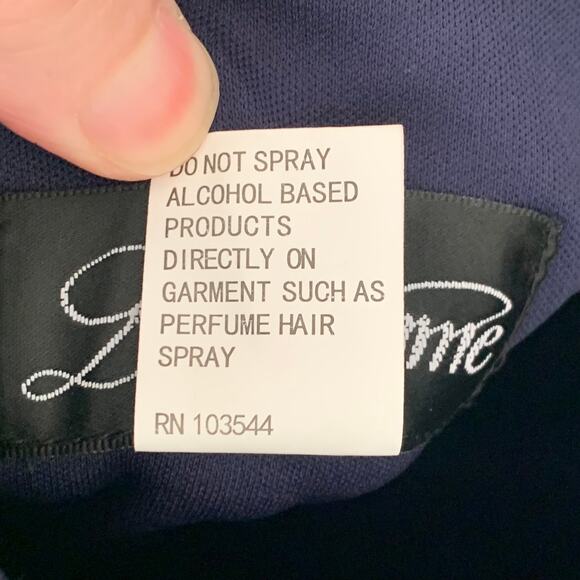 DO NOT SPRAY
ALCOHOL BASED
PRODUCTS
DIRECTLY ON
GARMENT SUCH AS
PERFUME HAIR
SPRAY
RN 103544